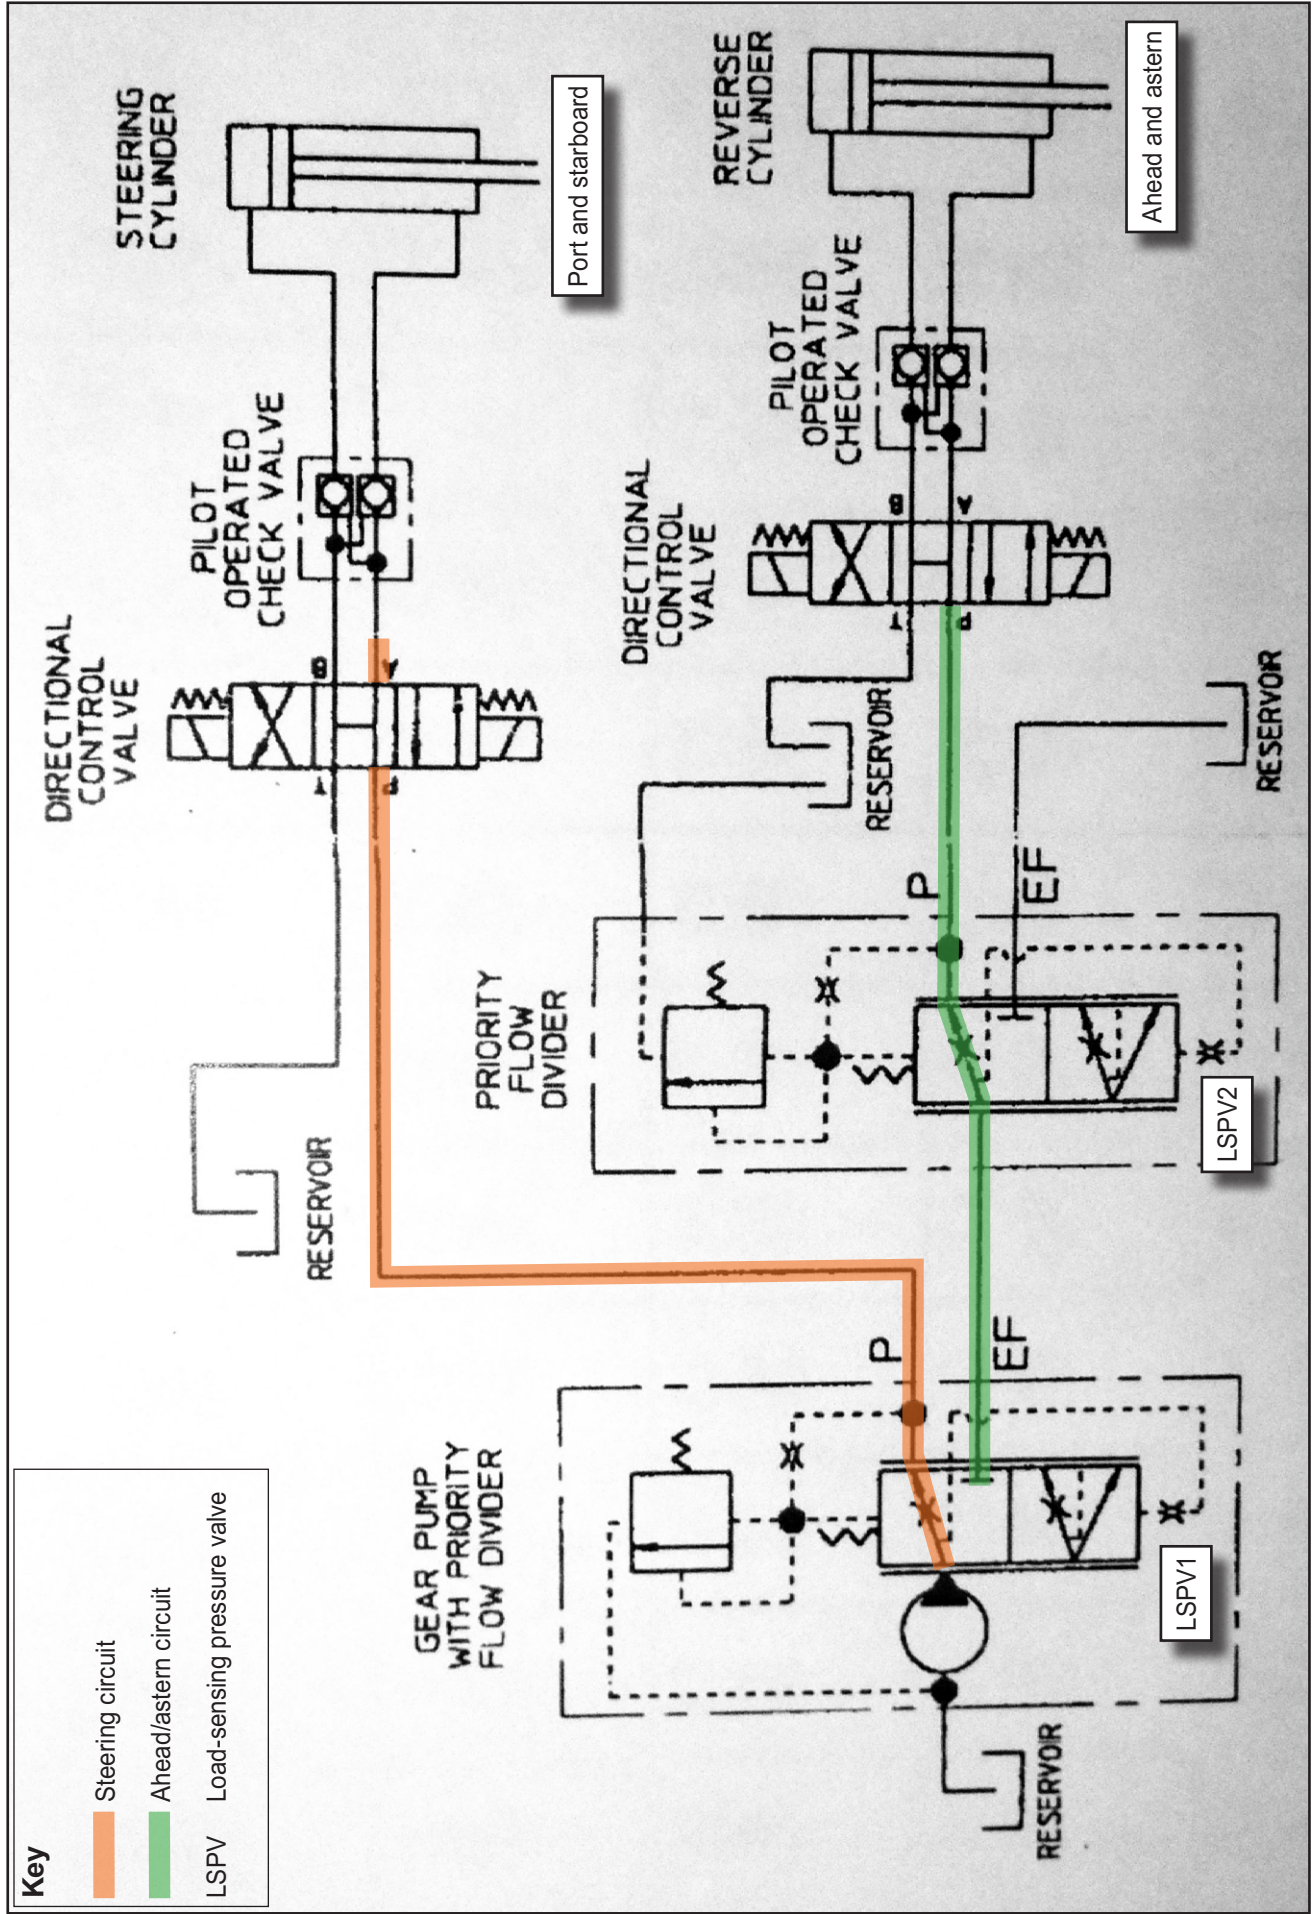 Key
Steering circuit
Ahead/astern circuit
LSPV Load-sensing pressure valve
GEAR PUMP
WITH PRIORITY
FLOW DIVIDER
P
EF
LSPV1
RESERVOIR
RESERVOIR
PRIORITY
FLOW
DIVIDER
P
EF
LSPV2
RESERVOIR
RESERVOIR
DIRECTIONAL
CONTROL
VALVE
T
P
B
A
DIRECTIONAL
CONTROL
VALVE
T
P
B
A
PILOT
OPERATED
CHECK VALVE
PILOT
OPERATED
CHECK VALVE
STEERING
CYLINDER
Port and starboard
REVERSE
CYLINDER
Ahead and astern